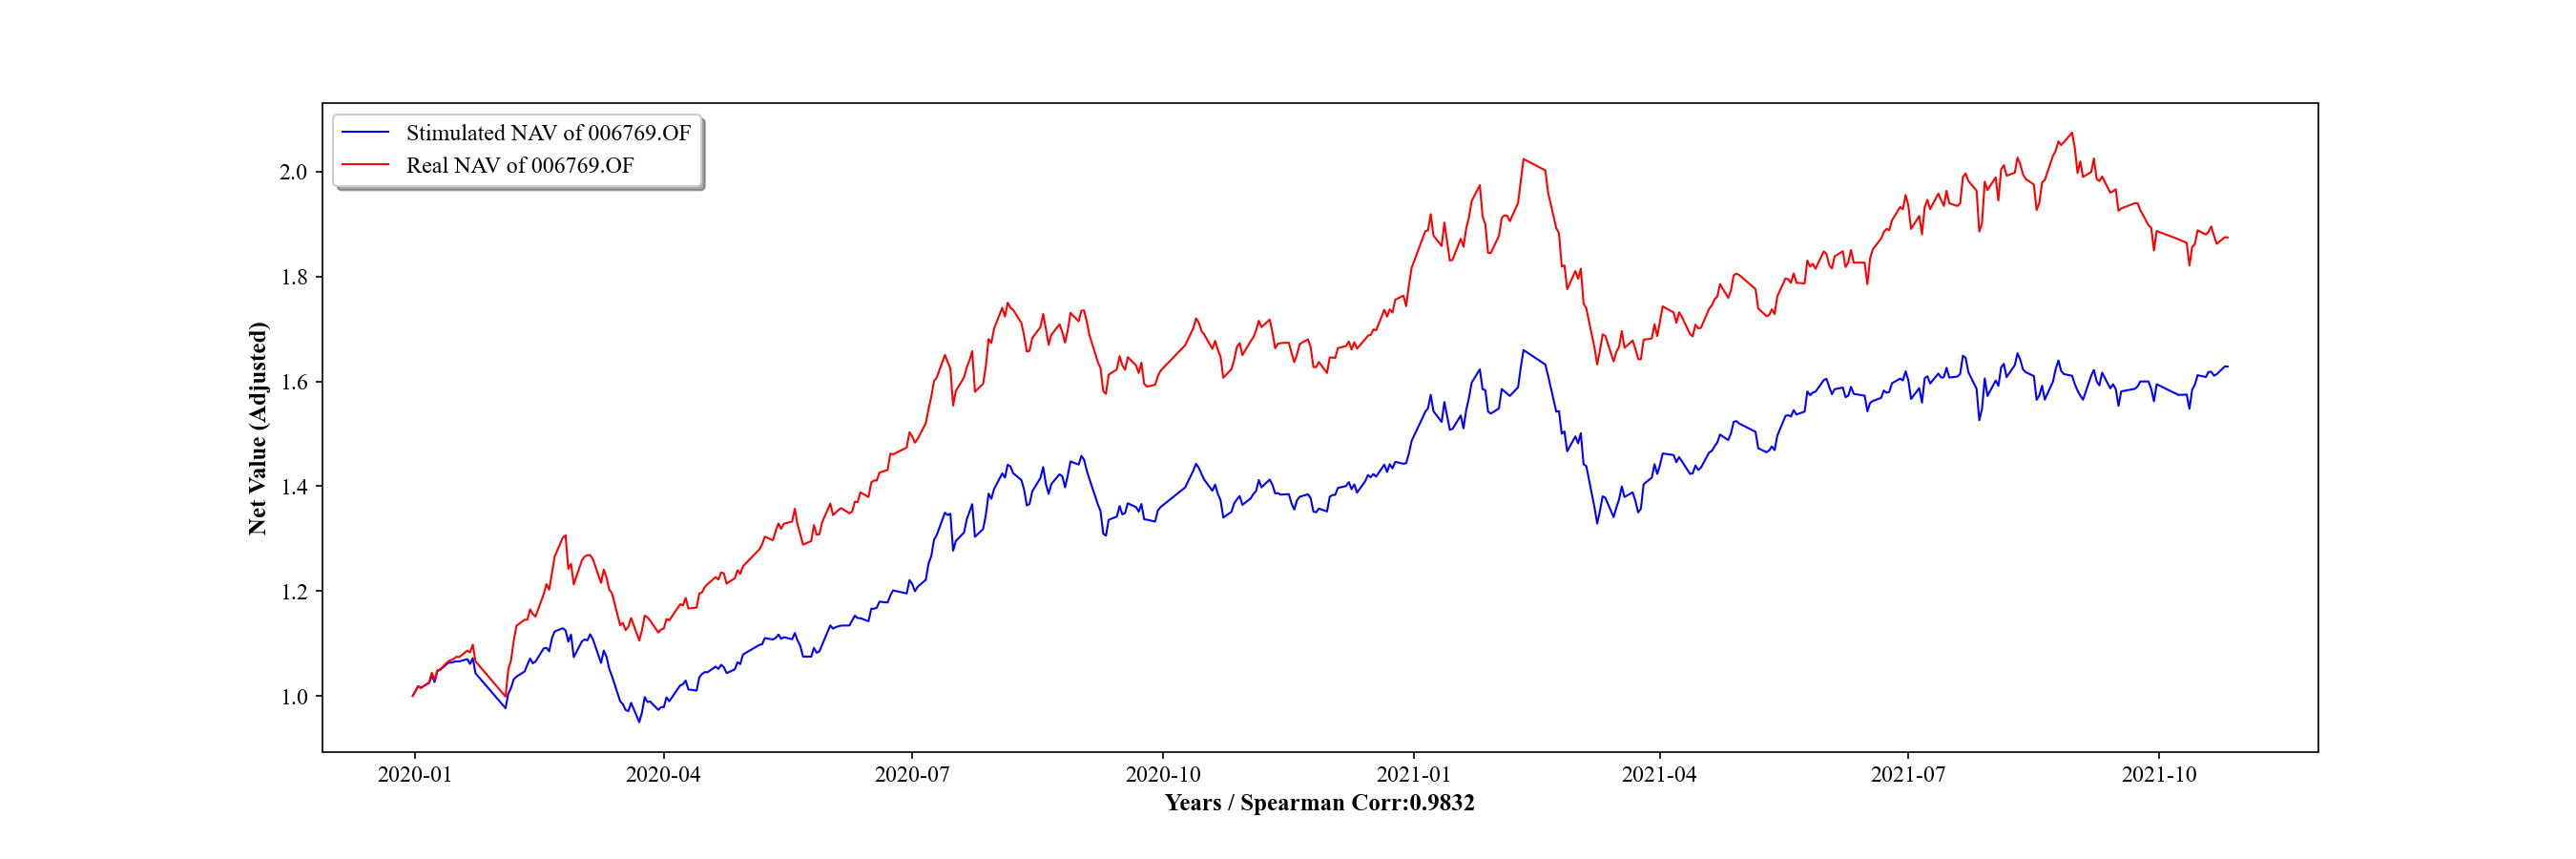 Stimulated NAV of 006769.OF
Real NAV of 006769.OF
Net Value (Adjusted)
2.0
1.8
1.6
1.4
1.2
1.0
2020-01 2020-04 2020-07 2020-10 2021-01 2021-04 2021-07 2021-10
Years / Spearman Corr:0.9832